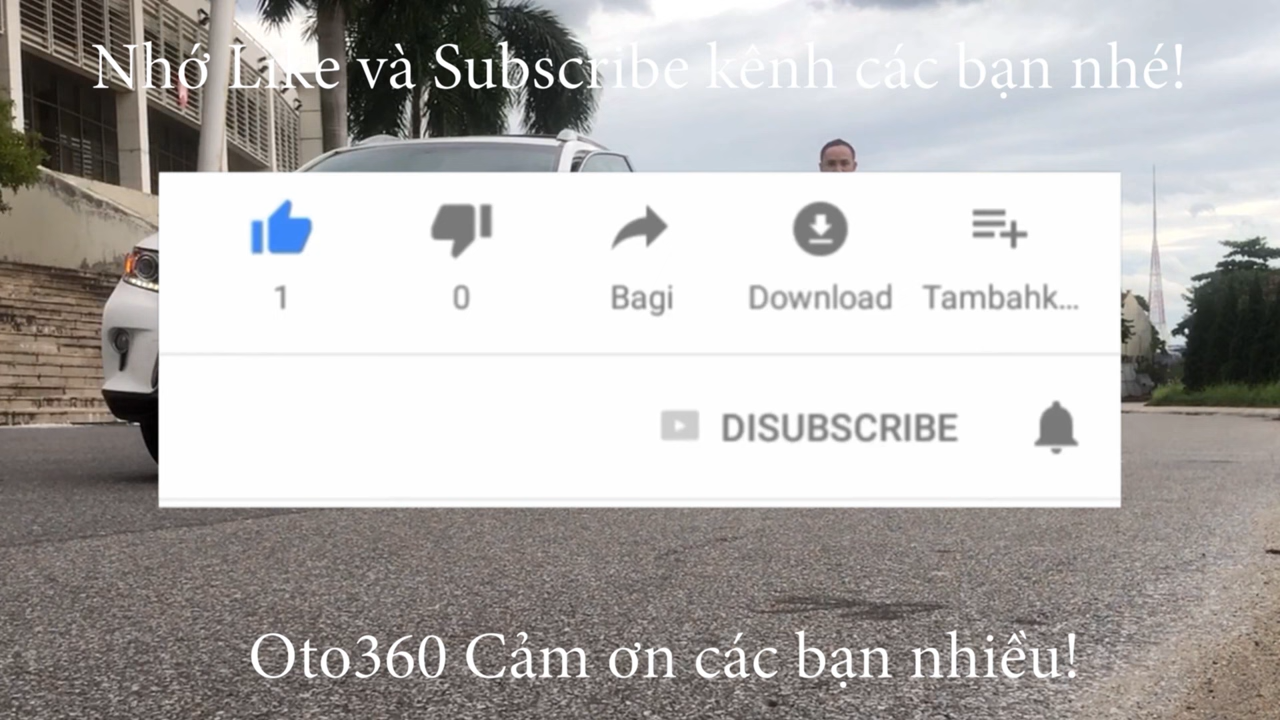 Nhớ Like và Subscribe kênh các bạn nhé!
1 0 Bagi Download Tambahk...
DISUBSCRIBE
Oto360 Cảm ơn các bạn nhiều!